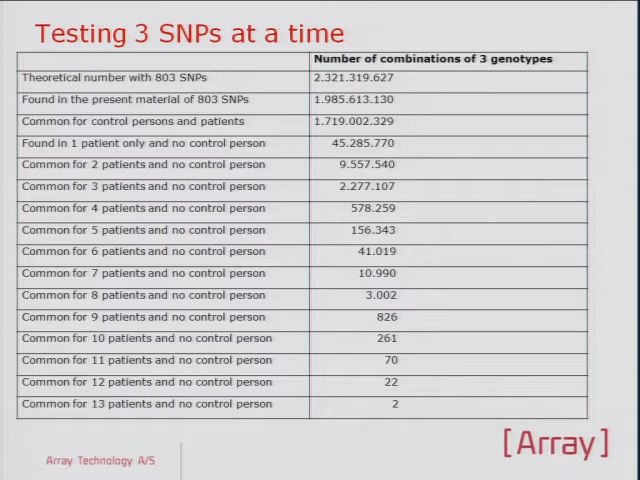 Testing 3 SNPs at a time
Number of combinations of 3 genotypes
Theoretical number with 803 SNPs 2.321.319.627
Found in the present material of 803 SNPs 1.985.613.130
Common for control persons and patients 1.719.002.329
Found in 1 patient only and no control person 45.285.770
Common for 2 patients and no control person 9.557.540
Common for 3 patients and no control person 2.277.107
Common for 4 patients and no control person 578.259
Common for 5 patients and no control person 156.343
Common for 6 patients and no control person 41.019
Common for 7 patients and no control person 10.990
Common for 8 patients and no control person 3.002
Common for 9 patients and no control person 826
Common for 10 patients and no control person 261
Common for 11 patients and no control person 70
Common for 12 patients and no control person 22
Common for 13 patients and no control person 2
[Array]
Array Technology A/S